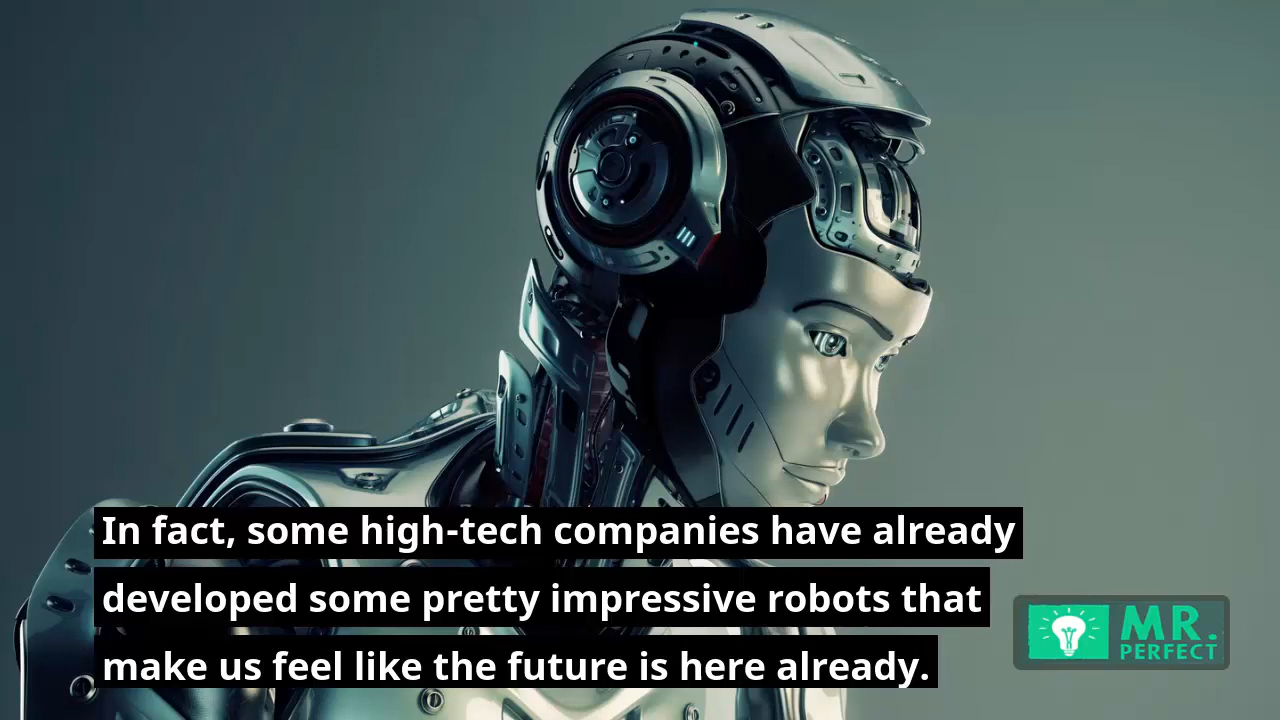 In fact, some high-tech companies have already
developed some pretty impressive robots that
make us feel like the future is here already.
MR.
PERFECT